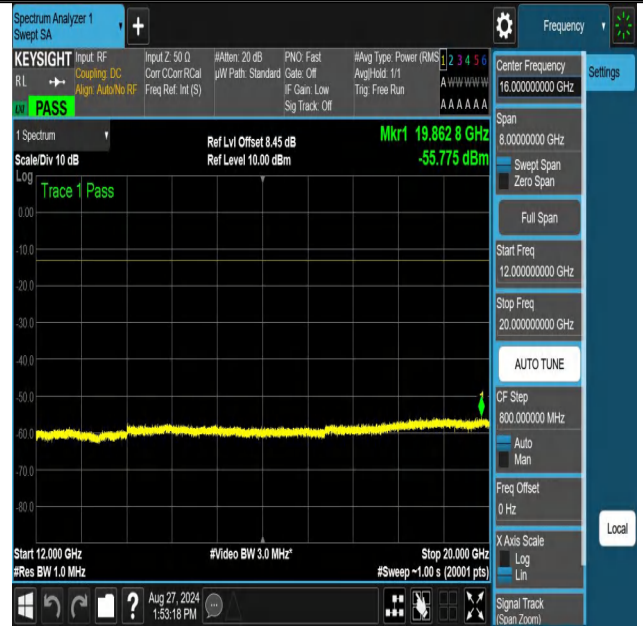 Spectrum Analyzer 1
Swept SA
+
Frequency
KEYSIGHT
RL
PASS
Input: RF
Coupling: DC
Align: Auto/No RF
Input Z: 50 Ω
Corr CCorr RCal
Freq Ref: Int (S)
#Atten: 20 dB
µW Path: Standard
PNO: Fast
Gate: Off
IF Gain: Low
Sig Track: Off
#Avg Type: Power (RMS
Avg|Hold: 1/1
Trig: Free Run
1 2 3 4 5 6
A W W W W W
A A A A A A
1 Spectrum
Scale/Div 10 dB
Ref Lvl Offset 8.45 dB
Ref Level 10.00 dBm
Mkr1 19.862 8 GHz
-55.775 dBm
Log
Trace 1 Pass
0.00
-10.0
-20.0
-30.0
-40.0
-50.0
-60.0
-70.0
-80.0
1
Start 12.000 GHz
#Res BW 1.0 MHz
#Video BW 3.0 MHz*
Stop 20.000 GHz
#Sweep ~1.00 s (20001 pts)
?
Aug 27, 2024
1:53:18 PM
Center Frequency
16.000000000 GHz
Span
8.00000000 GHz
Swept Span
Zero Span
Full Span
Start Freq
12.000000000 GHz
Stop Freq
20.000000000 GHz
AUTO TUNE
CF Step
800.000000 MHz
Auto
Man
Freq Offset
0 Hz
X Axis Scale
Log
Lin
Signal Track
(Span Zoom)
Settings
Local